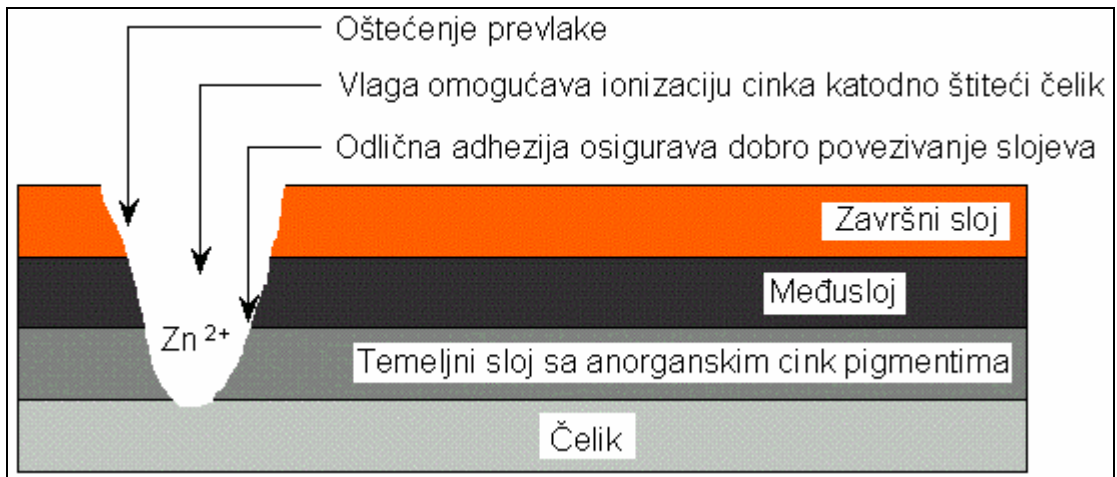 Oštećenje prevlake
Vlaga omogućava ionizaciju cinka katodno štiteći čelik
Odlična adhezija osigurava dobro povezivanje slojeva
Završni sloj
Međusloj
Zn 2+
Temeljni sloj sa anorganskim cink pigmentima
Čelik